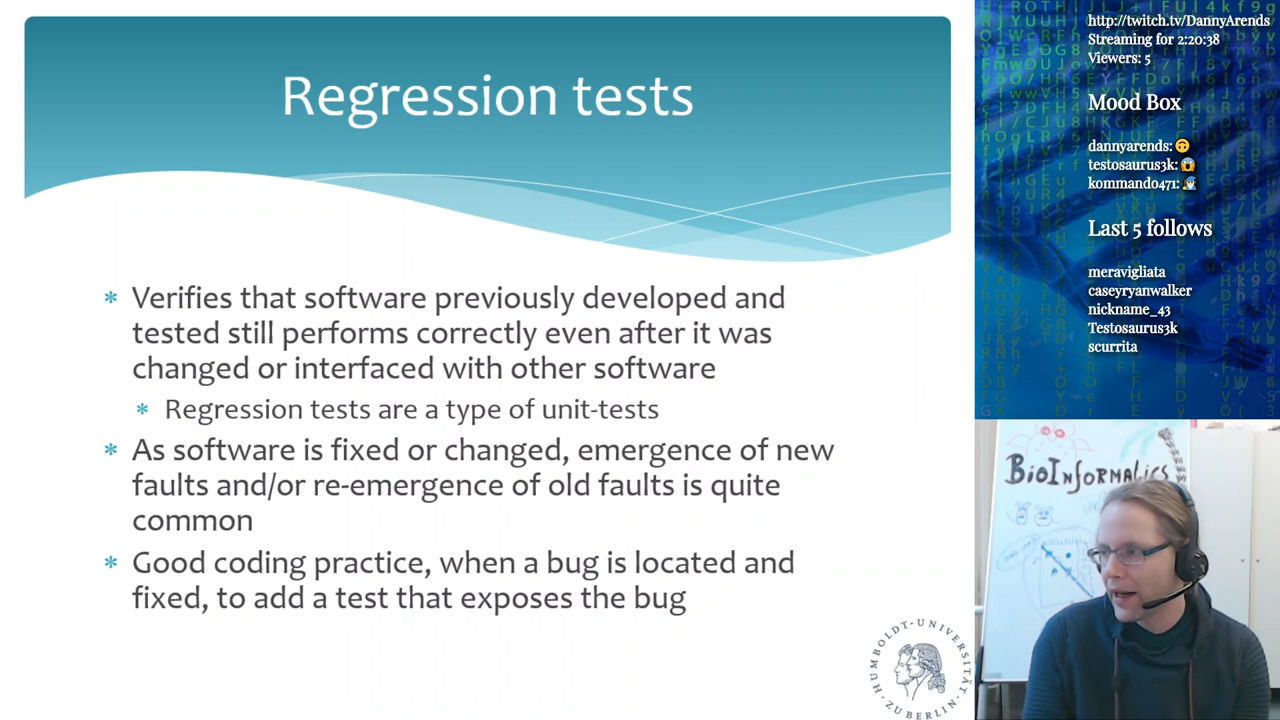 Regression tests
Verifies that software previously developed and
tested still performs correctly even after it was
changed or interfaced with other software
Regression tests are a type of unit-tests
As software is fixed or changed, emergence of new
faults and/or re-emergence of old faults is quite
common
Good coding practice, when a bug is located and
fixed, to add a test that exposes the bug
HUMBOLDT-UNIVERSITÄT
ZU BERLIN
http://twitch.tv/DannyArends
Streaming for 2:20:38
Viewers: 5
Mood Box
dannyarends:
testosaurus3k:
kommando471:
Last 5 follows
meravigliata
caseyryanwalker
nickname_43
Testosaurus3k
scurrita
BioInformatics